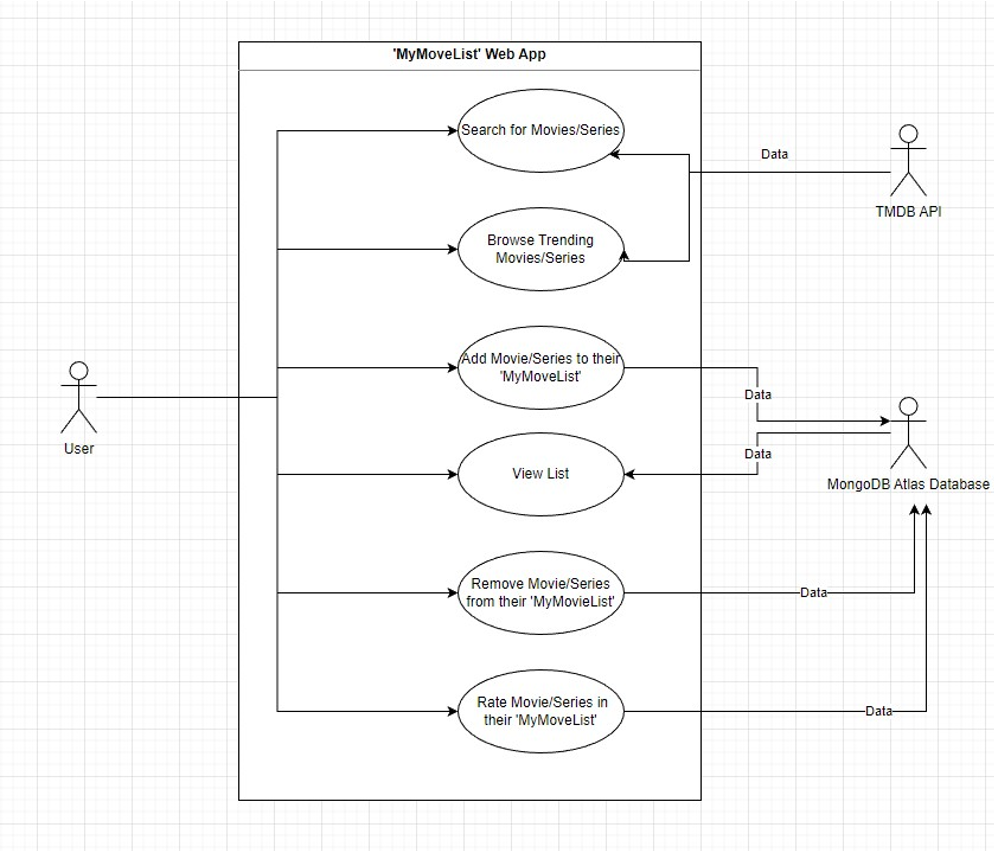 'MyMoveList' Web App
Search for Movies/Series
Data
TMDB API
Browse Trending
Movies/Series
Add Movie/Series to their
'MyMoveList'
Data
User
Data
View List
MongoDB Atlas Database
Remove Movie/Series
from their 'MyMovieList'
Data
Rate Movie/Series in
their 'MyMoveList'
Data